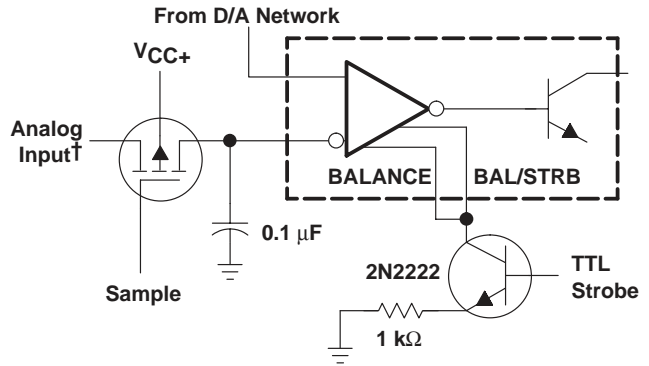 From D/A Network
VCC+
Analog
Input†
BALANCE
BAL/STRB
0.1 μF
2N2222
TTL
Strobe
Sample
1 kΩ